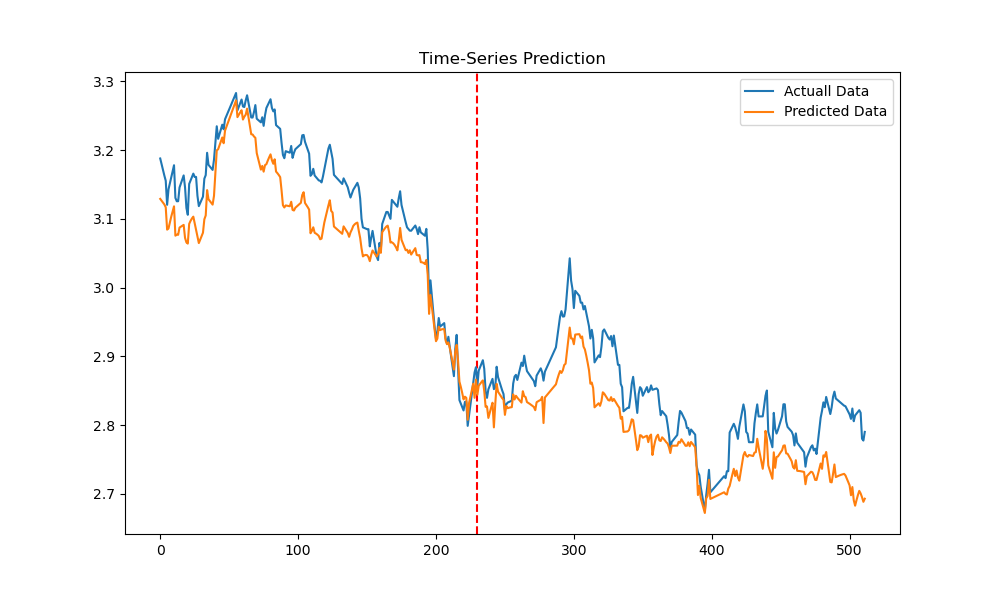 Time-Series Prediction
Actuall Data
Predicted Data
3.3
3.2
3.1
3.0
2.9
2.8
2.7
0 100 200 300 400 500